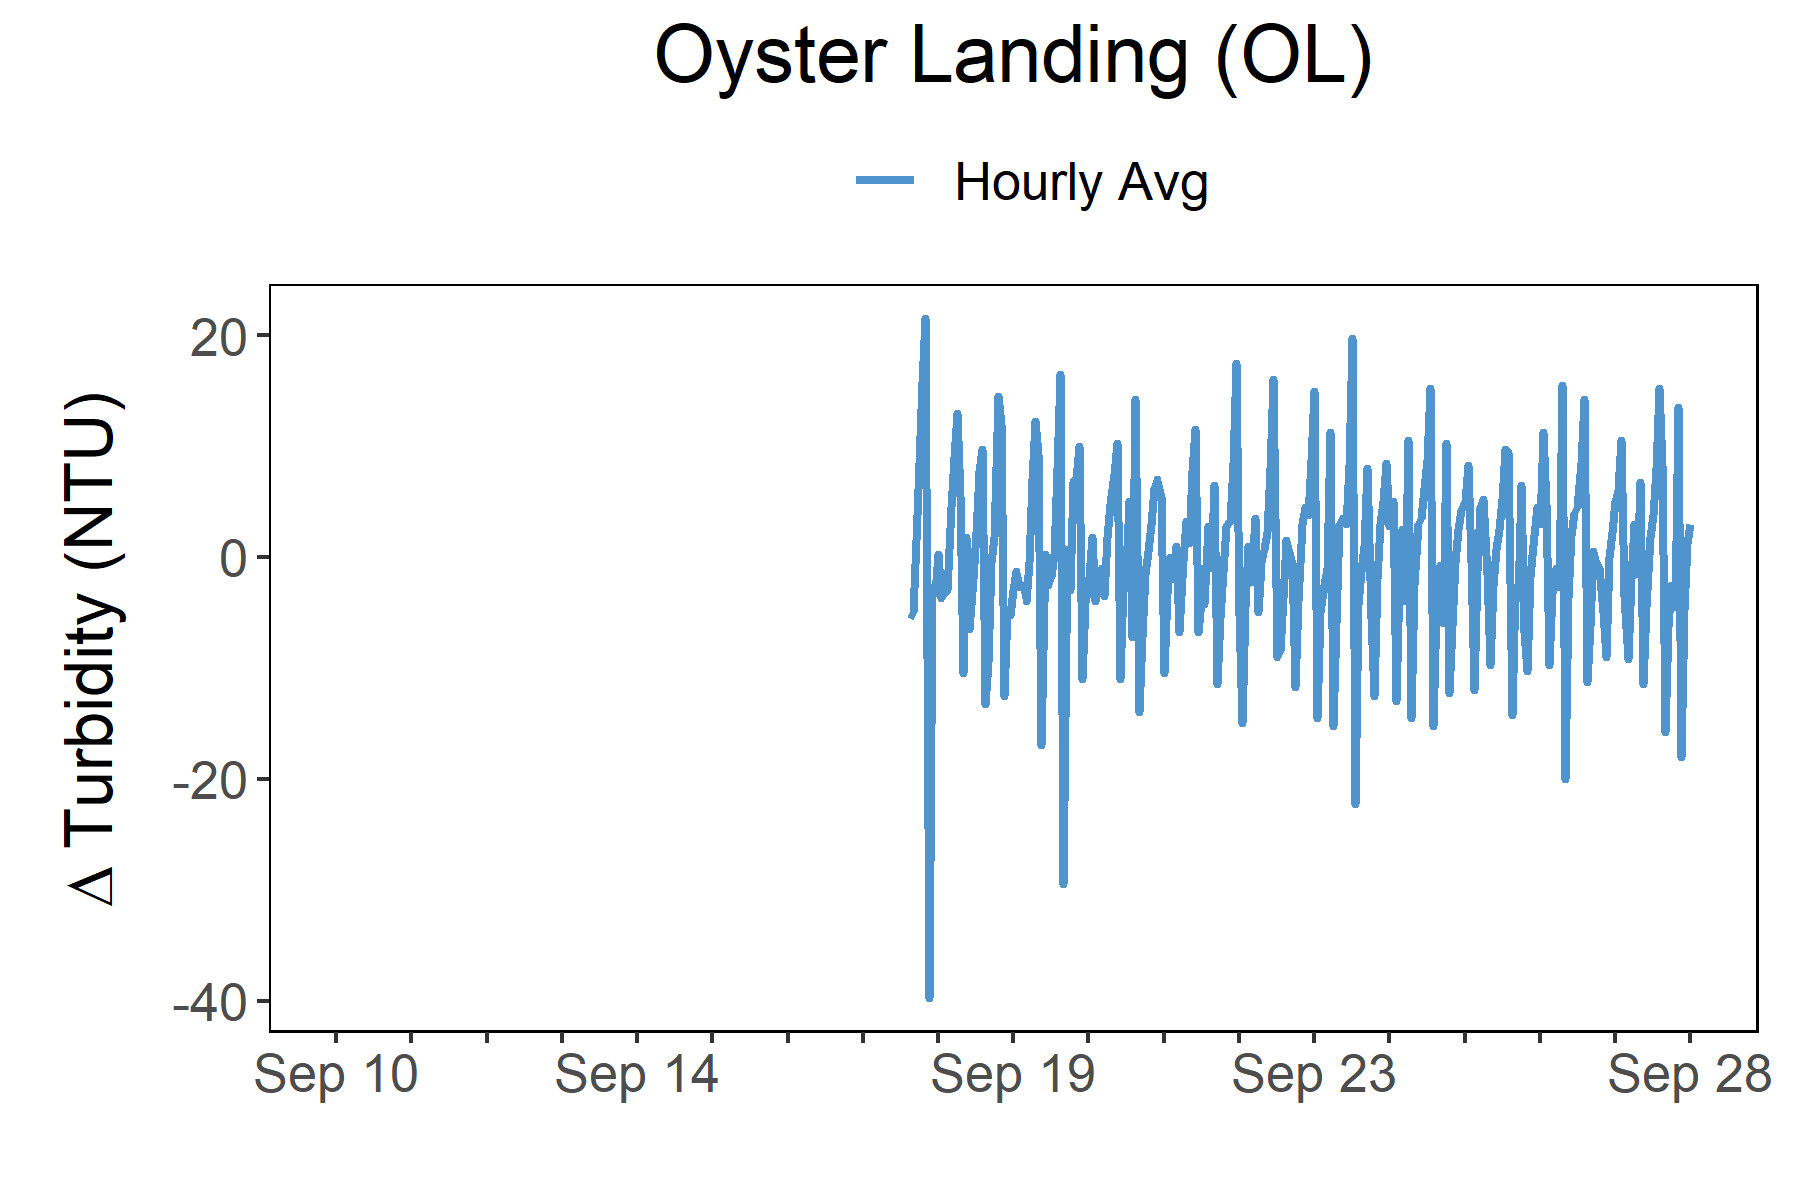 Oyster Landing (OL)
Hourly Avg
Δ Turbidity (NTU)
20
0
-20
-40
Sep 10 Sep 14 Sep 19 Sep 23 Sep 28